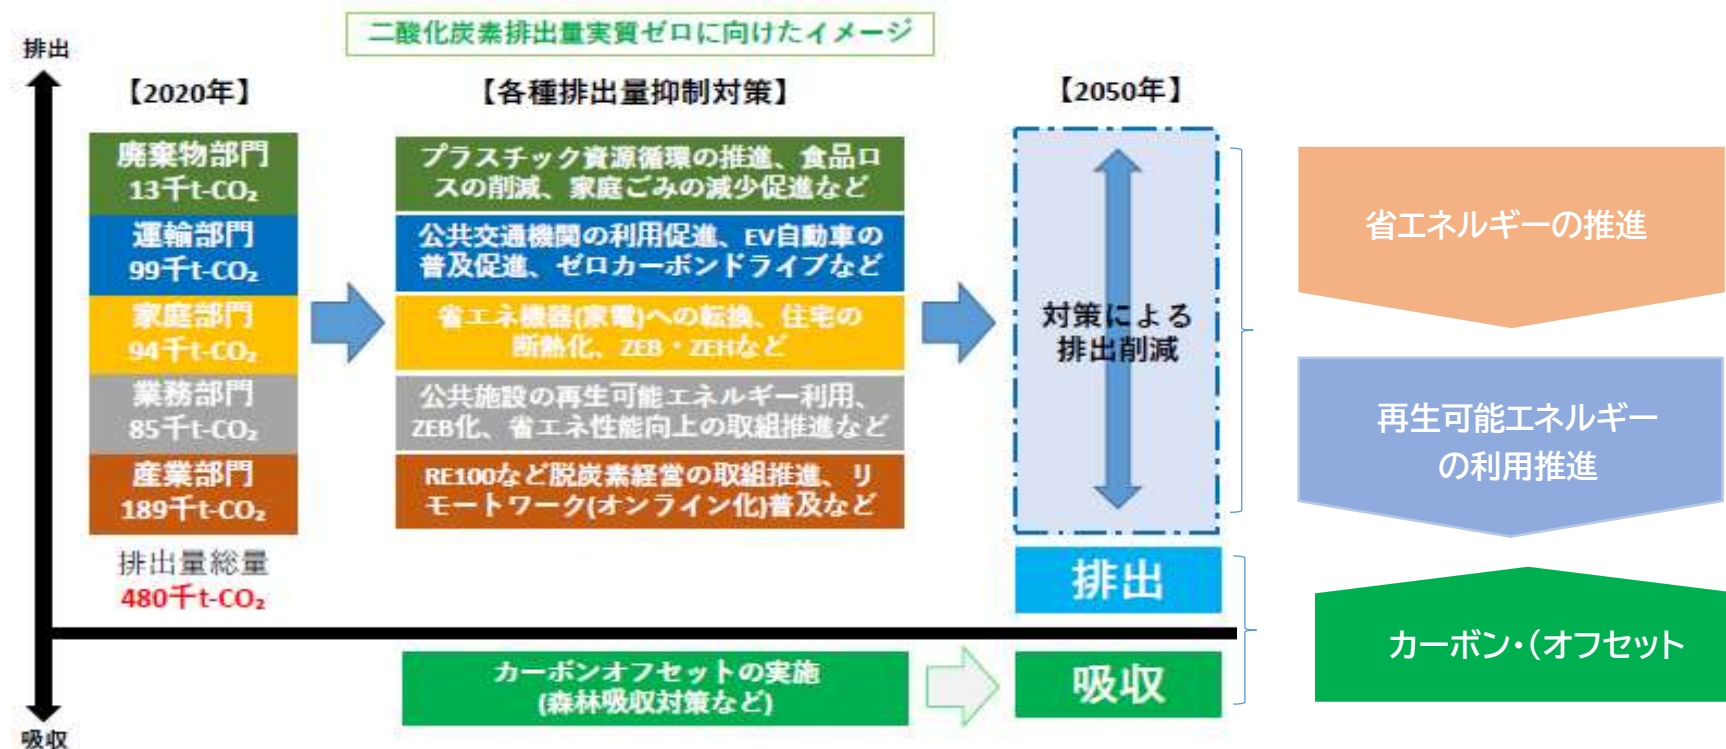 二酸化炭素排出量実質ゼロに向けたイメージ
排出
【2020年】
【各種排出量抑制対策】
【2050年】
廃棄物部門
13千t-CO₂
プラスチック資源循環の推進、食品ロ
スの削減、家庭ごみの減少促進など
運輸部門
99千t-CO₂
公共交通機関の利用促進、EV自動車の
普及促進、ゼロカーボンドライブなど
家庭部門
94千t-CO₂
省エネ機器(家電)への転換、住宅の
断熱化、ZEB・ZEHなど
業務部門
85千t-CO₂
公共施設の再生可能エネルギー利用、
ZEB化、省エネ性能向上の取組推進など
産業部門
189千t-CO₂
RE100など脱炭素経営の取組推進、リ
モートワーク(オンライン化)普及など
排出量総量
480千t-CO₂
対策による
排出削減
排出
カーボンオフセットの実施
(森林吸収対策など)
吸収
吸収
省エネルギーの推進
再生可能エネルギー
の利用推進
カーボン・(オフセット